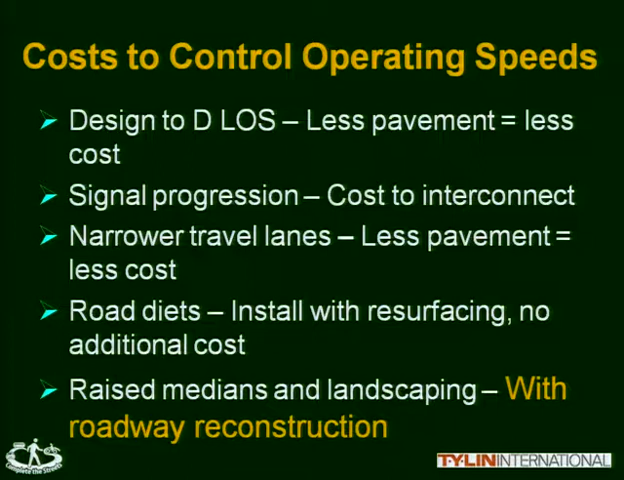 Costs to Control Operating Speeds
➤ Design to D LOS – Less pavement = less
cost
➤ Signal progression – Cost to interconnect
➤ Narrower travel lanes – Less pavement =
less cost
➤ Road diets – Install with resurfacing, no
additional cost
➤ Raised medians and landscaping – With
roadway reconstruction
Complete the Streets
T·Y·LIN INTERNATIONAL